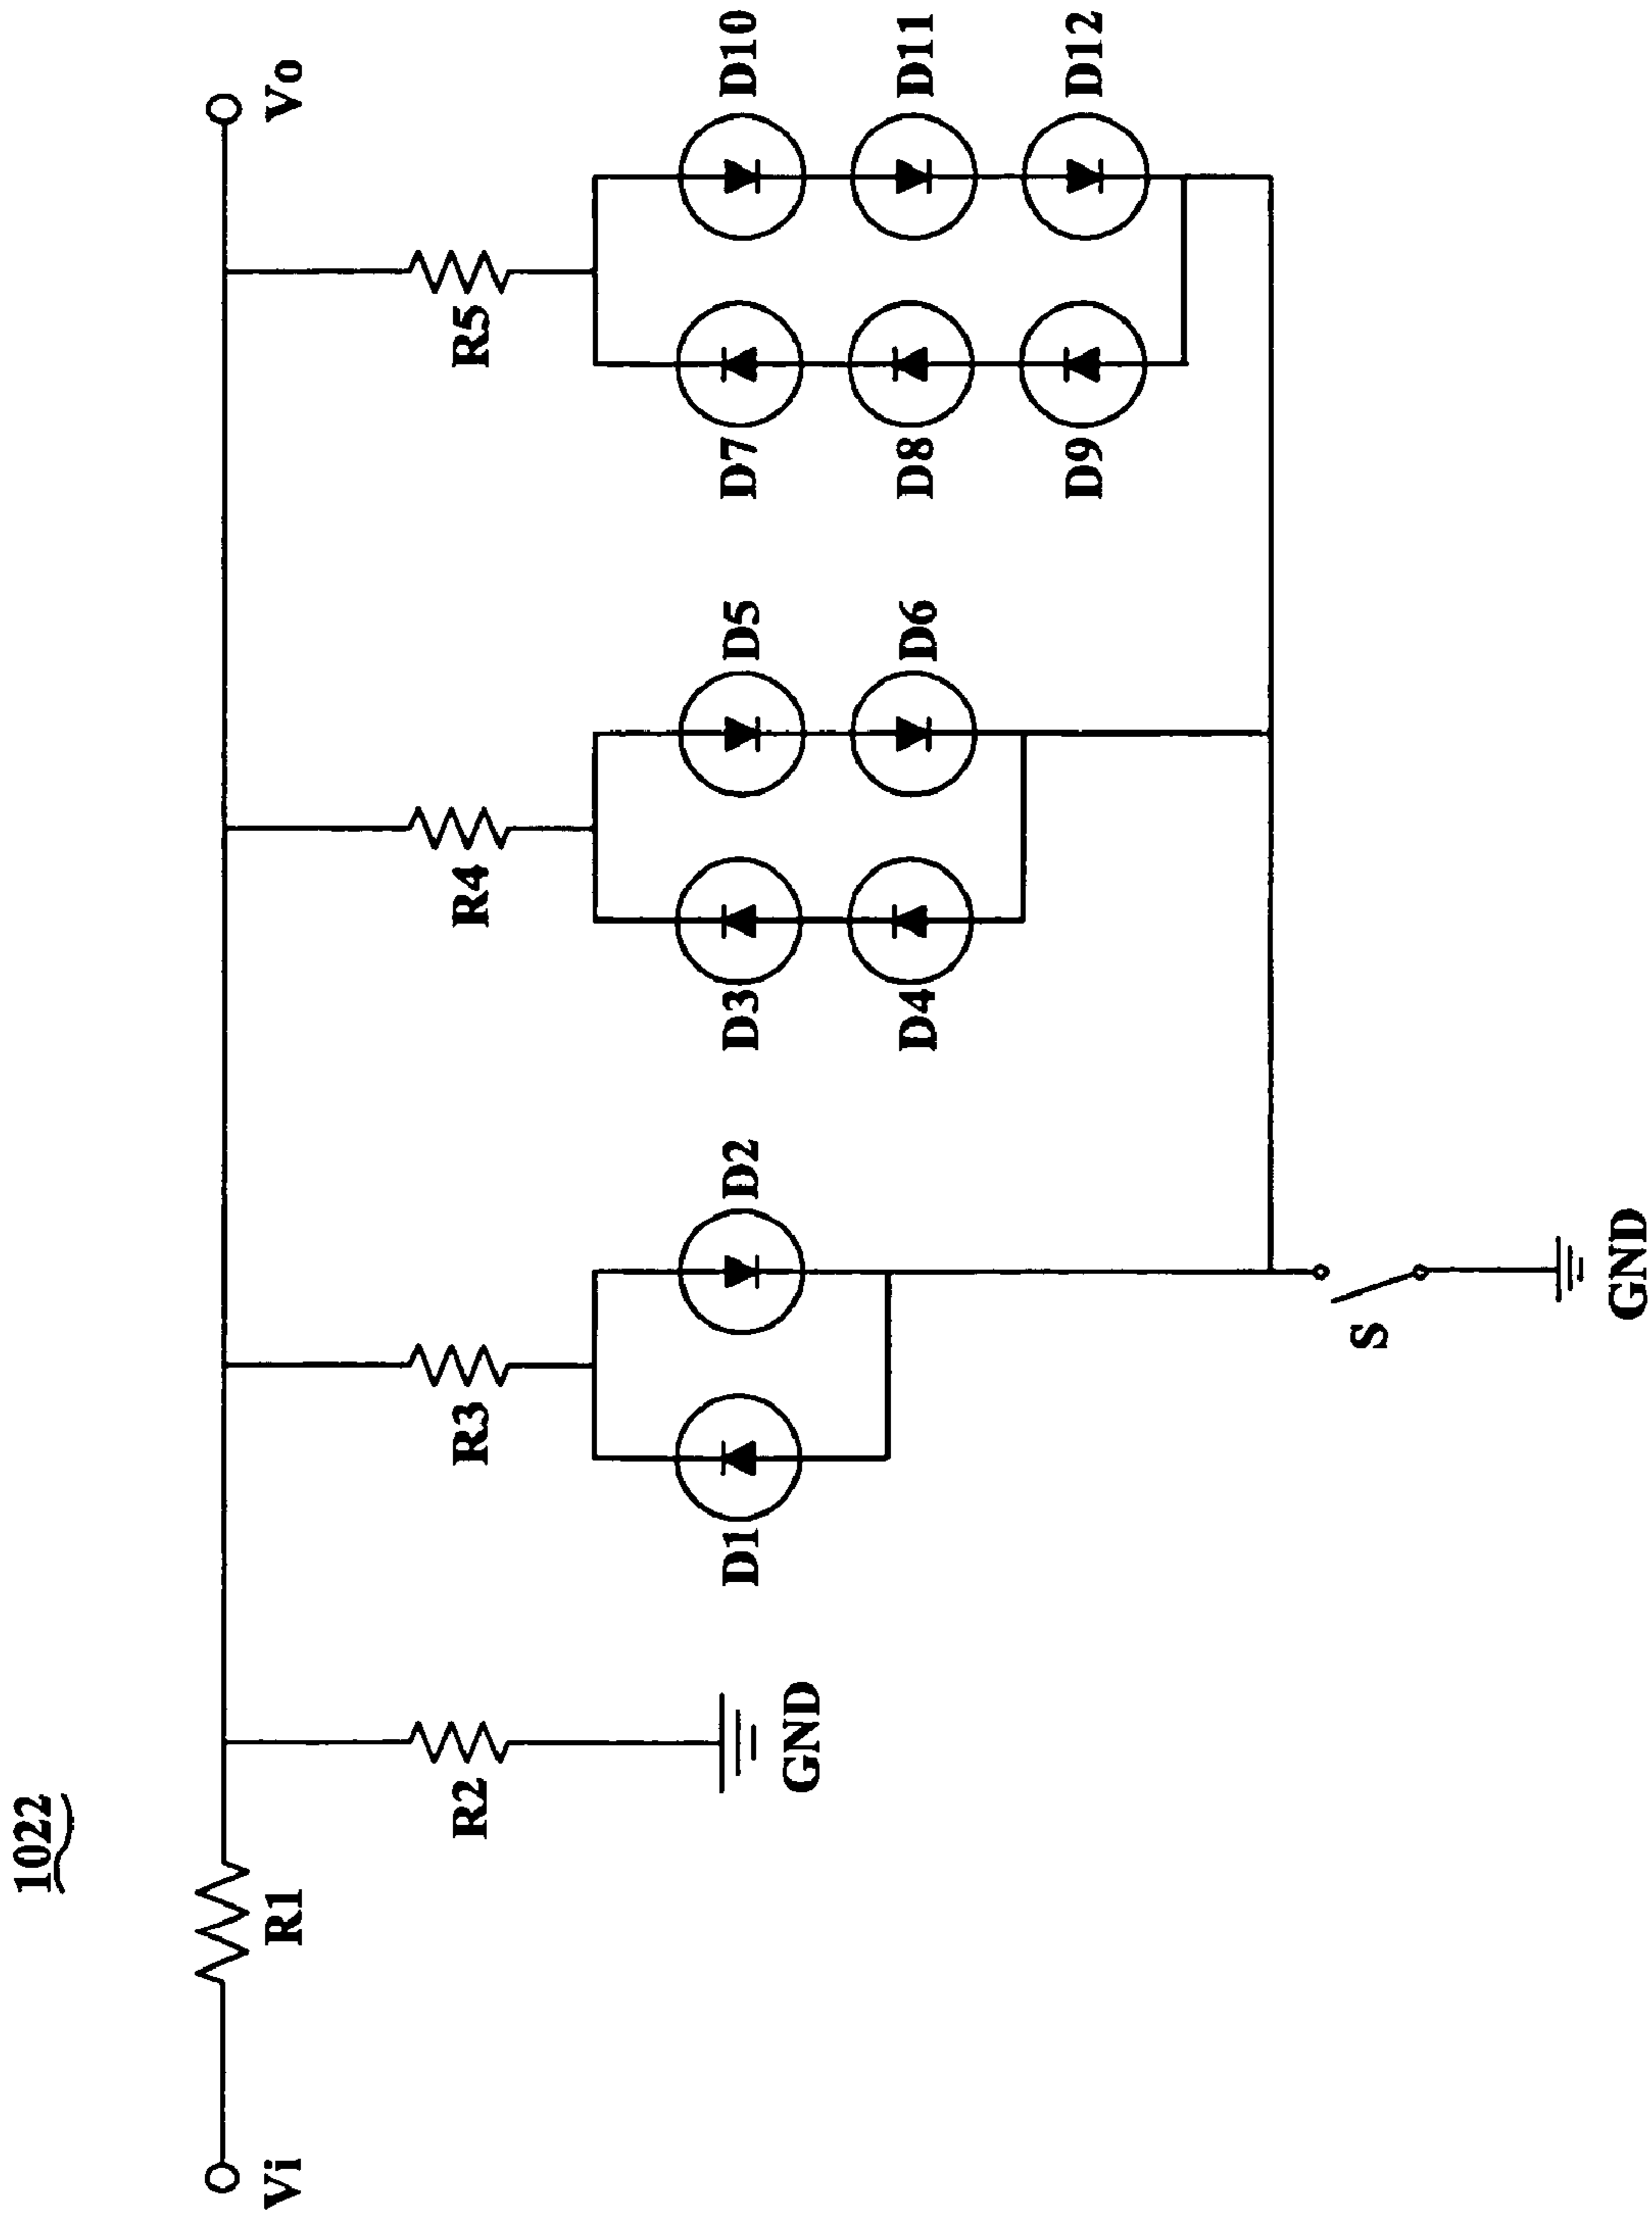 1022
Vi
R1
Vo
R2
R3
R4
R5
GND
D1
D2
D3
D5
D7
D10
D4
D6
D8
D11
D9
D12
S
GND